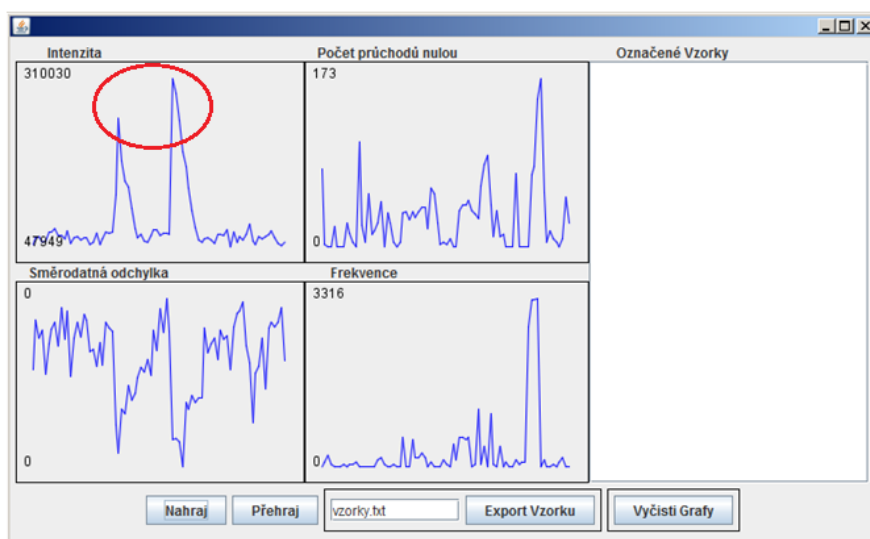 Intenzita
Počet průchodů nulou
Označené Vzorky
310030
173
47949
0
Směrodatná odchylka
Frekvence
0
3316
0
0
Nahraj
Přehraj
vzorky.txt
Export Vzorku
Vyčisti Grafy